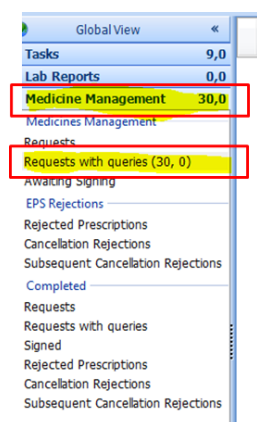 Global View «
Tasks 9,0
Lab Reports 0,0
Medicine Management 30,0
Medicines Management
Requests
Requests with queries (30, 0)
Awaiting Signing
EPS Rejections
Rejected Prescriptions
Cancellation Rejections
Subsequent Cancellation Rejections
Completed
Requests
Requests with queries
Signed
Rejected Prescriptions
Cancellation Rejections
Subsequent Cancellation Rejections